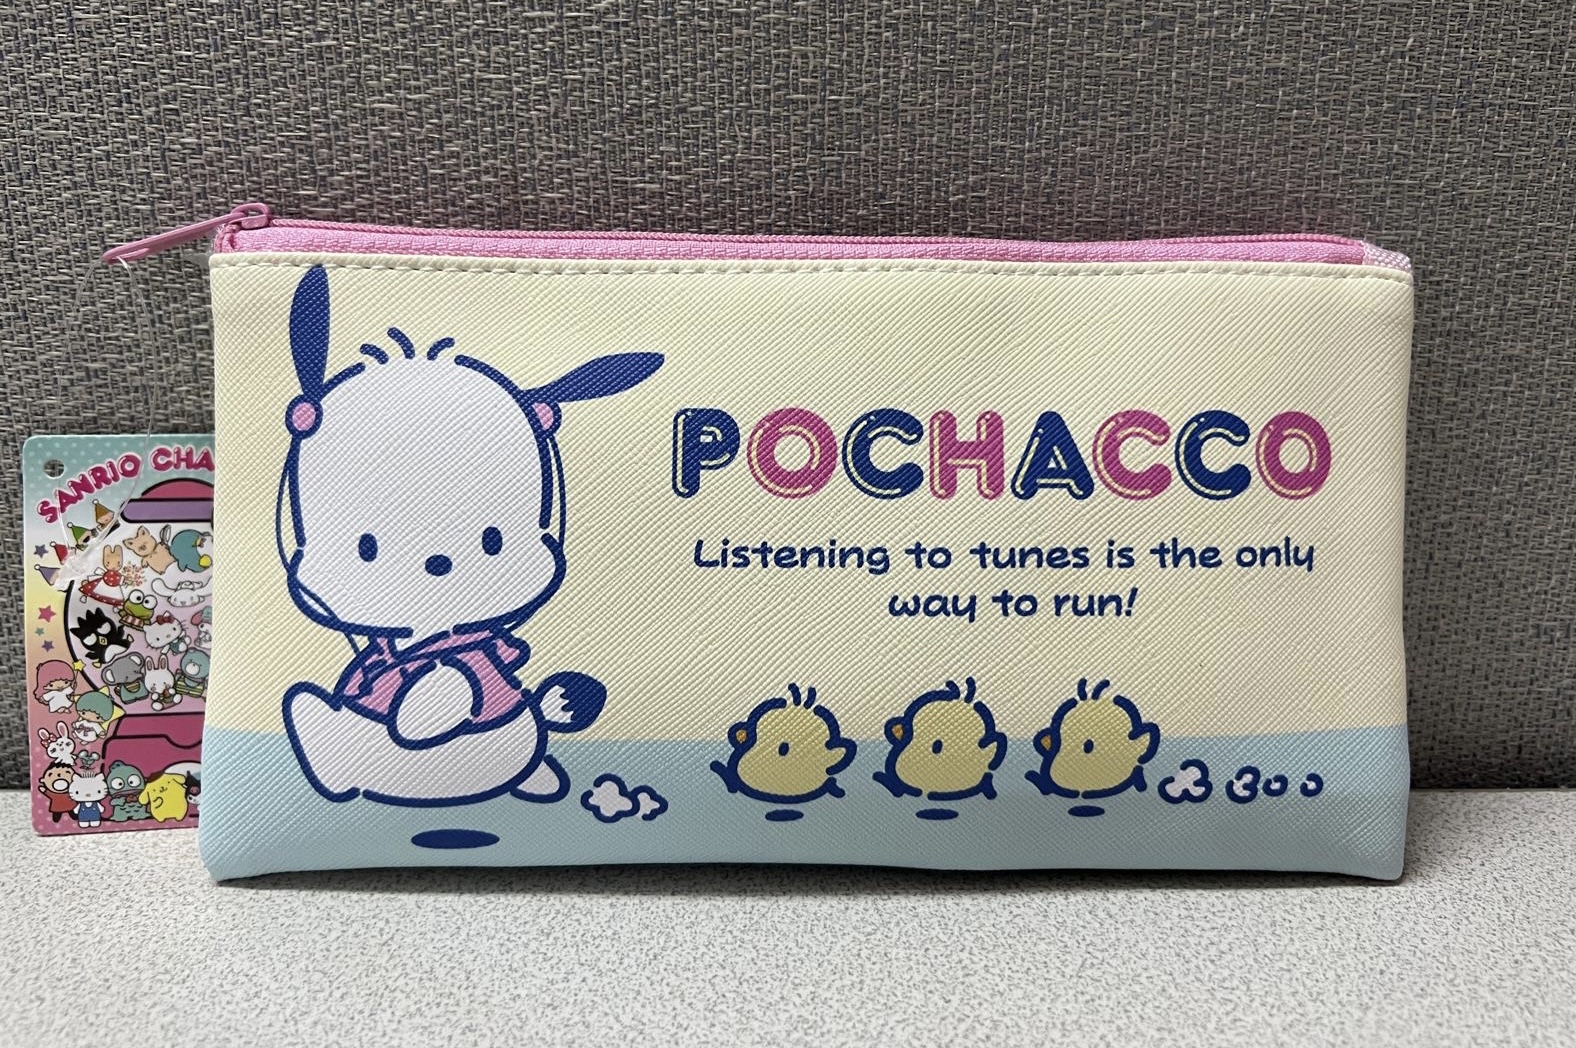 POCHACCO
Listening to tunes is the only
way to run!
SANRIO CHA